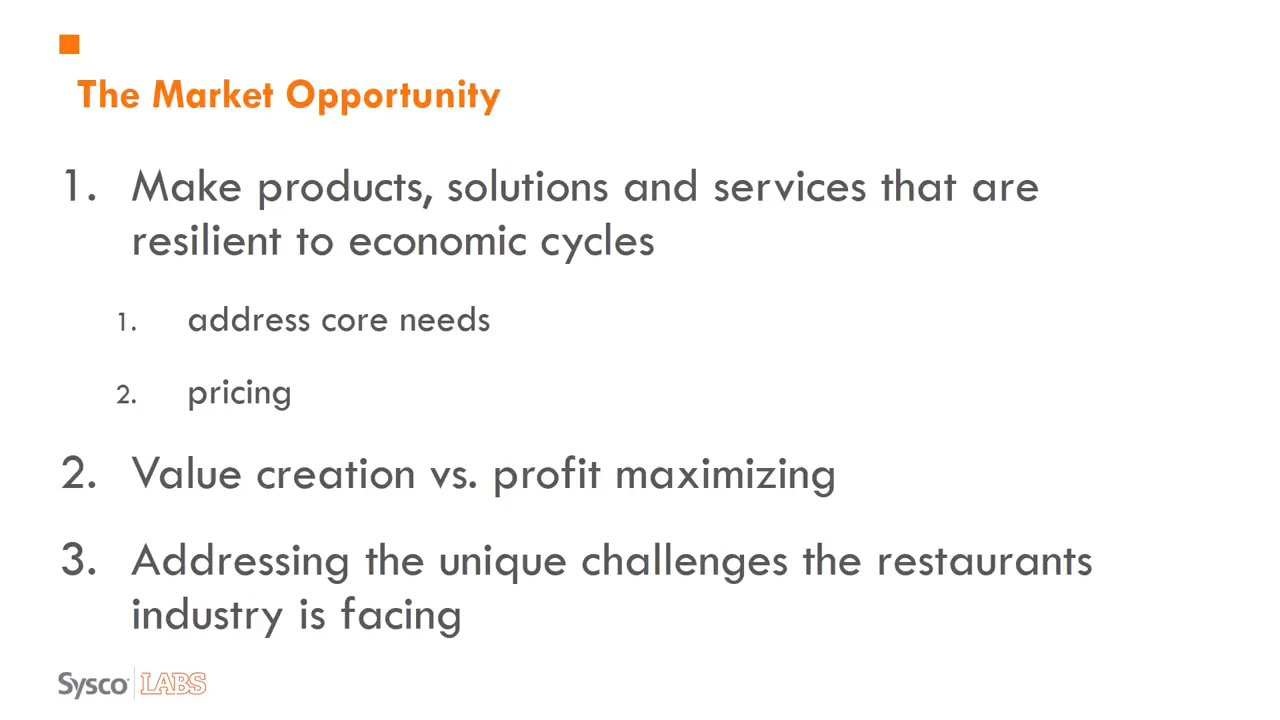 The Market Opportunity
1. Make products, solutions and services that are
resilient to economic cycles
1. address core needs
2. pricing
2. Value creation vs. profit maximizing
3. Addressing the unique challenges the restaurants
industry is facing
Sysco LABS